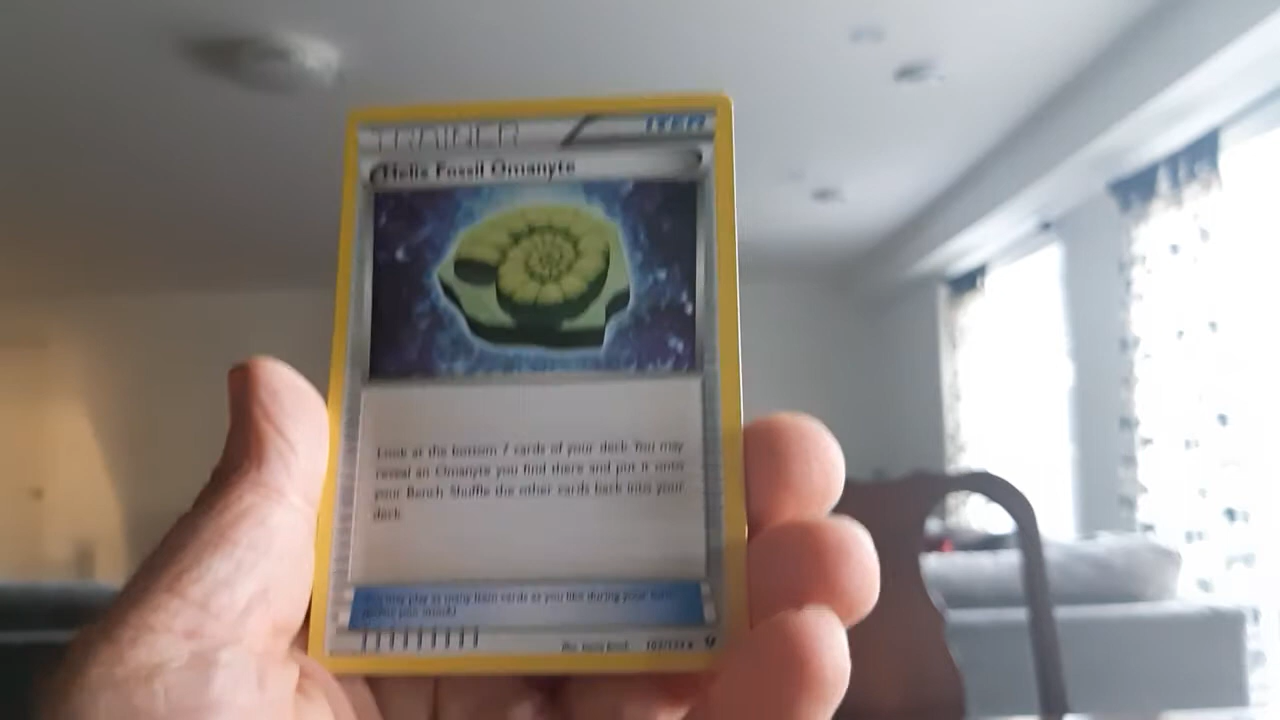 TRAINER
ITEM
Helix Fossil Omanyte
Look at the bottom 7 cards of your deck. You may
reveal an Omanyte you find there and put it onto
your Bench. Shuffle the other cards back into your
deck.
You may play as many Item cards as you like during your turn
(before your attack).